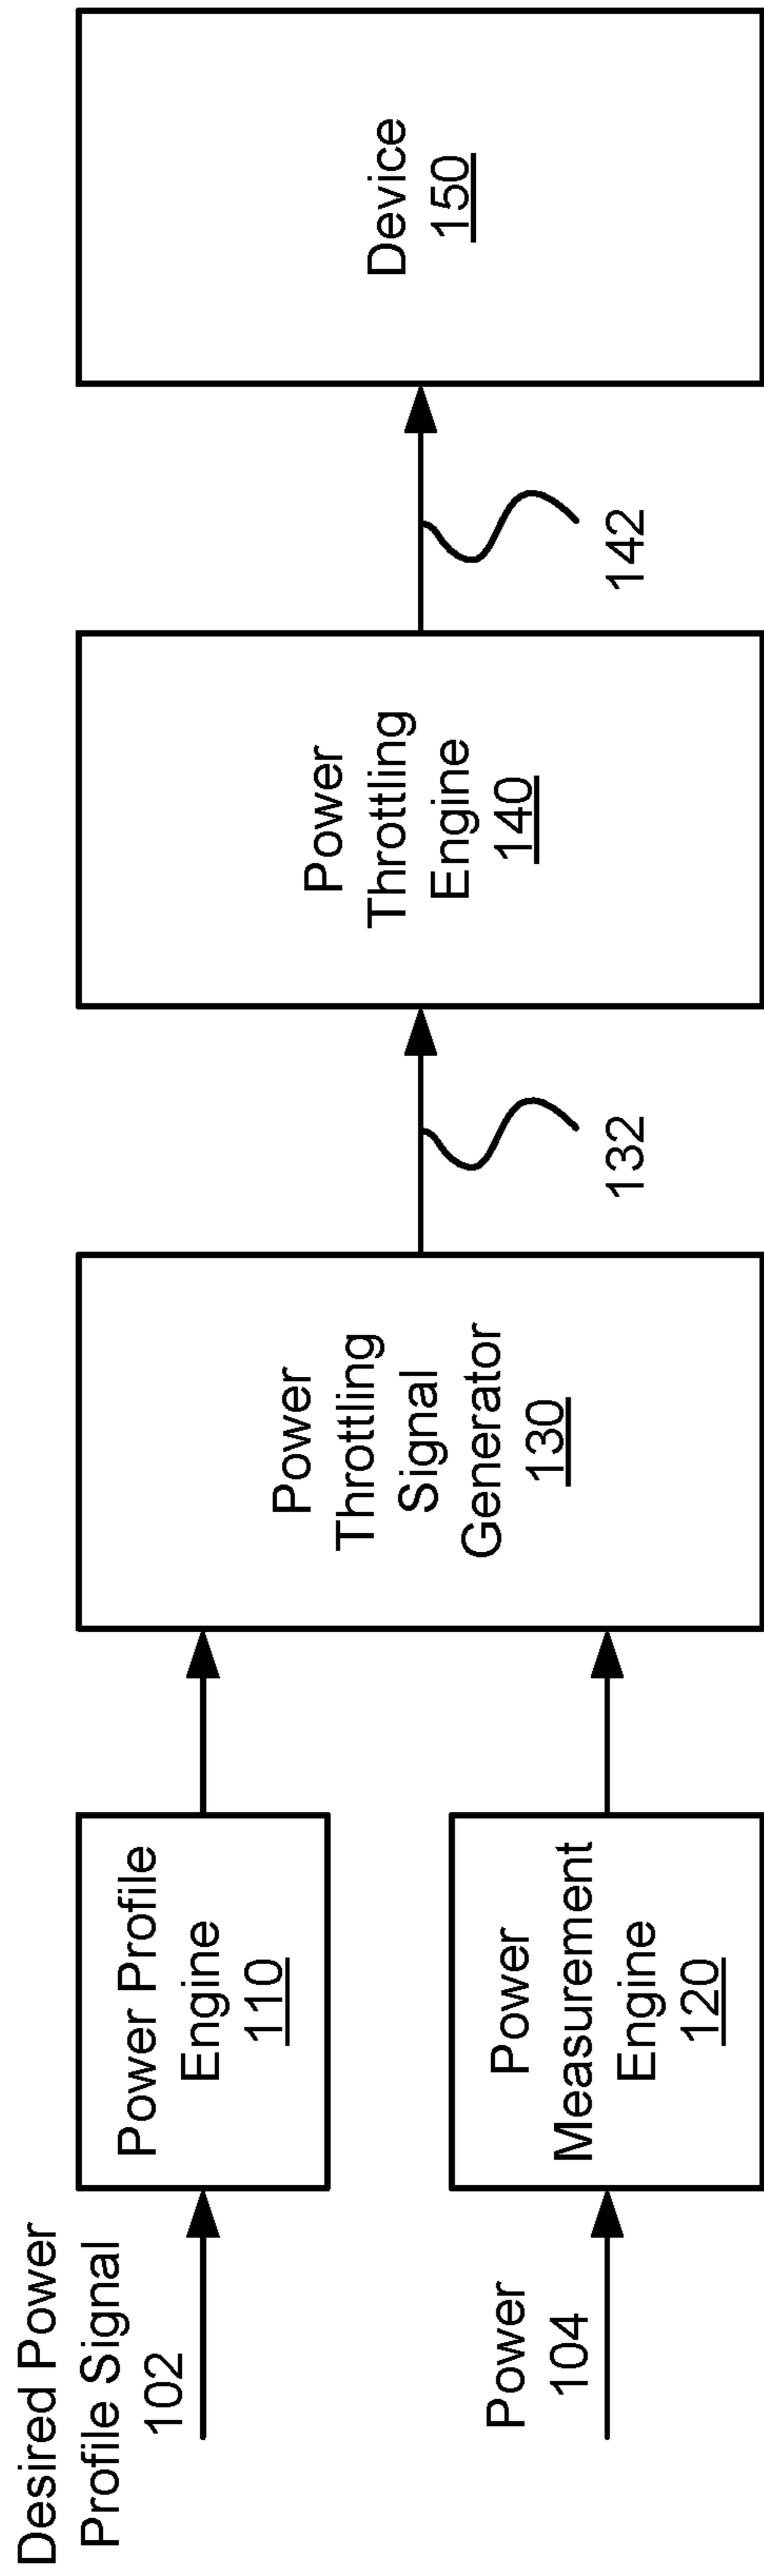 Desired Power
Profile Signal
102
Power Profile
Engine
110
Power
104
Power
Measurement
Engine
120
Power
Throttling
Signal
Generator
130
132
Power
Throttling
Engine
140
142
Device
150